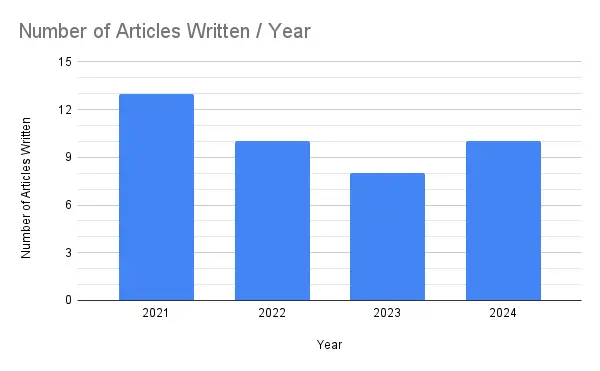 Number of Articles Written / Year
Number of Articles Written
15
12
9
6
3
0
2021 2022 2023 2024
Year